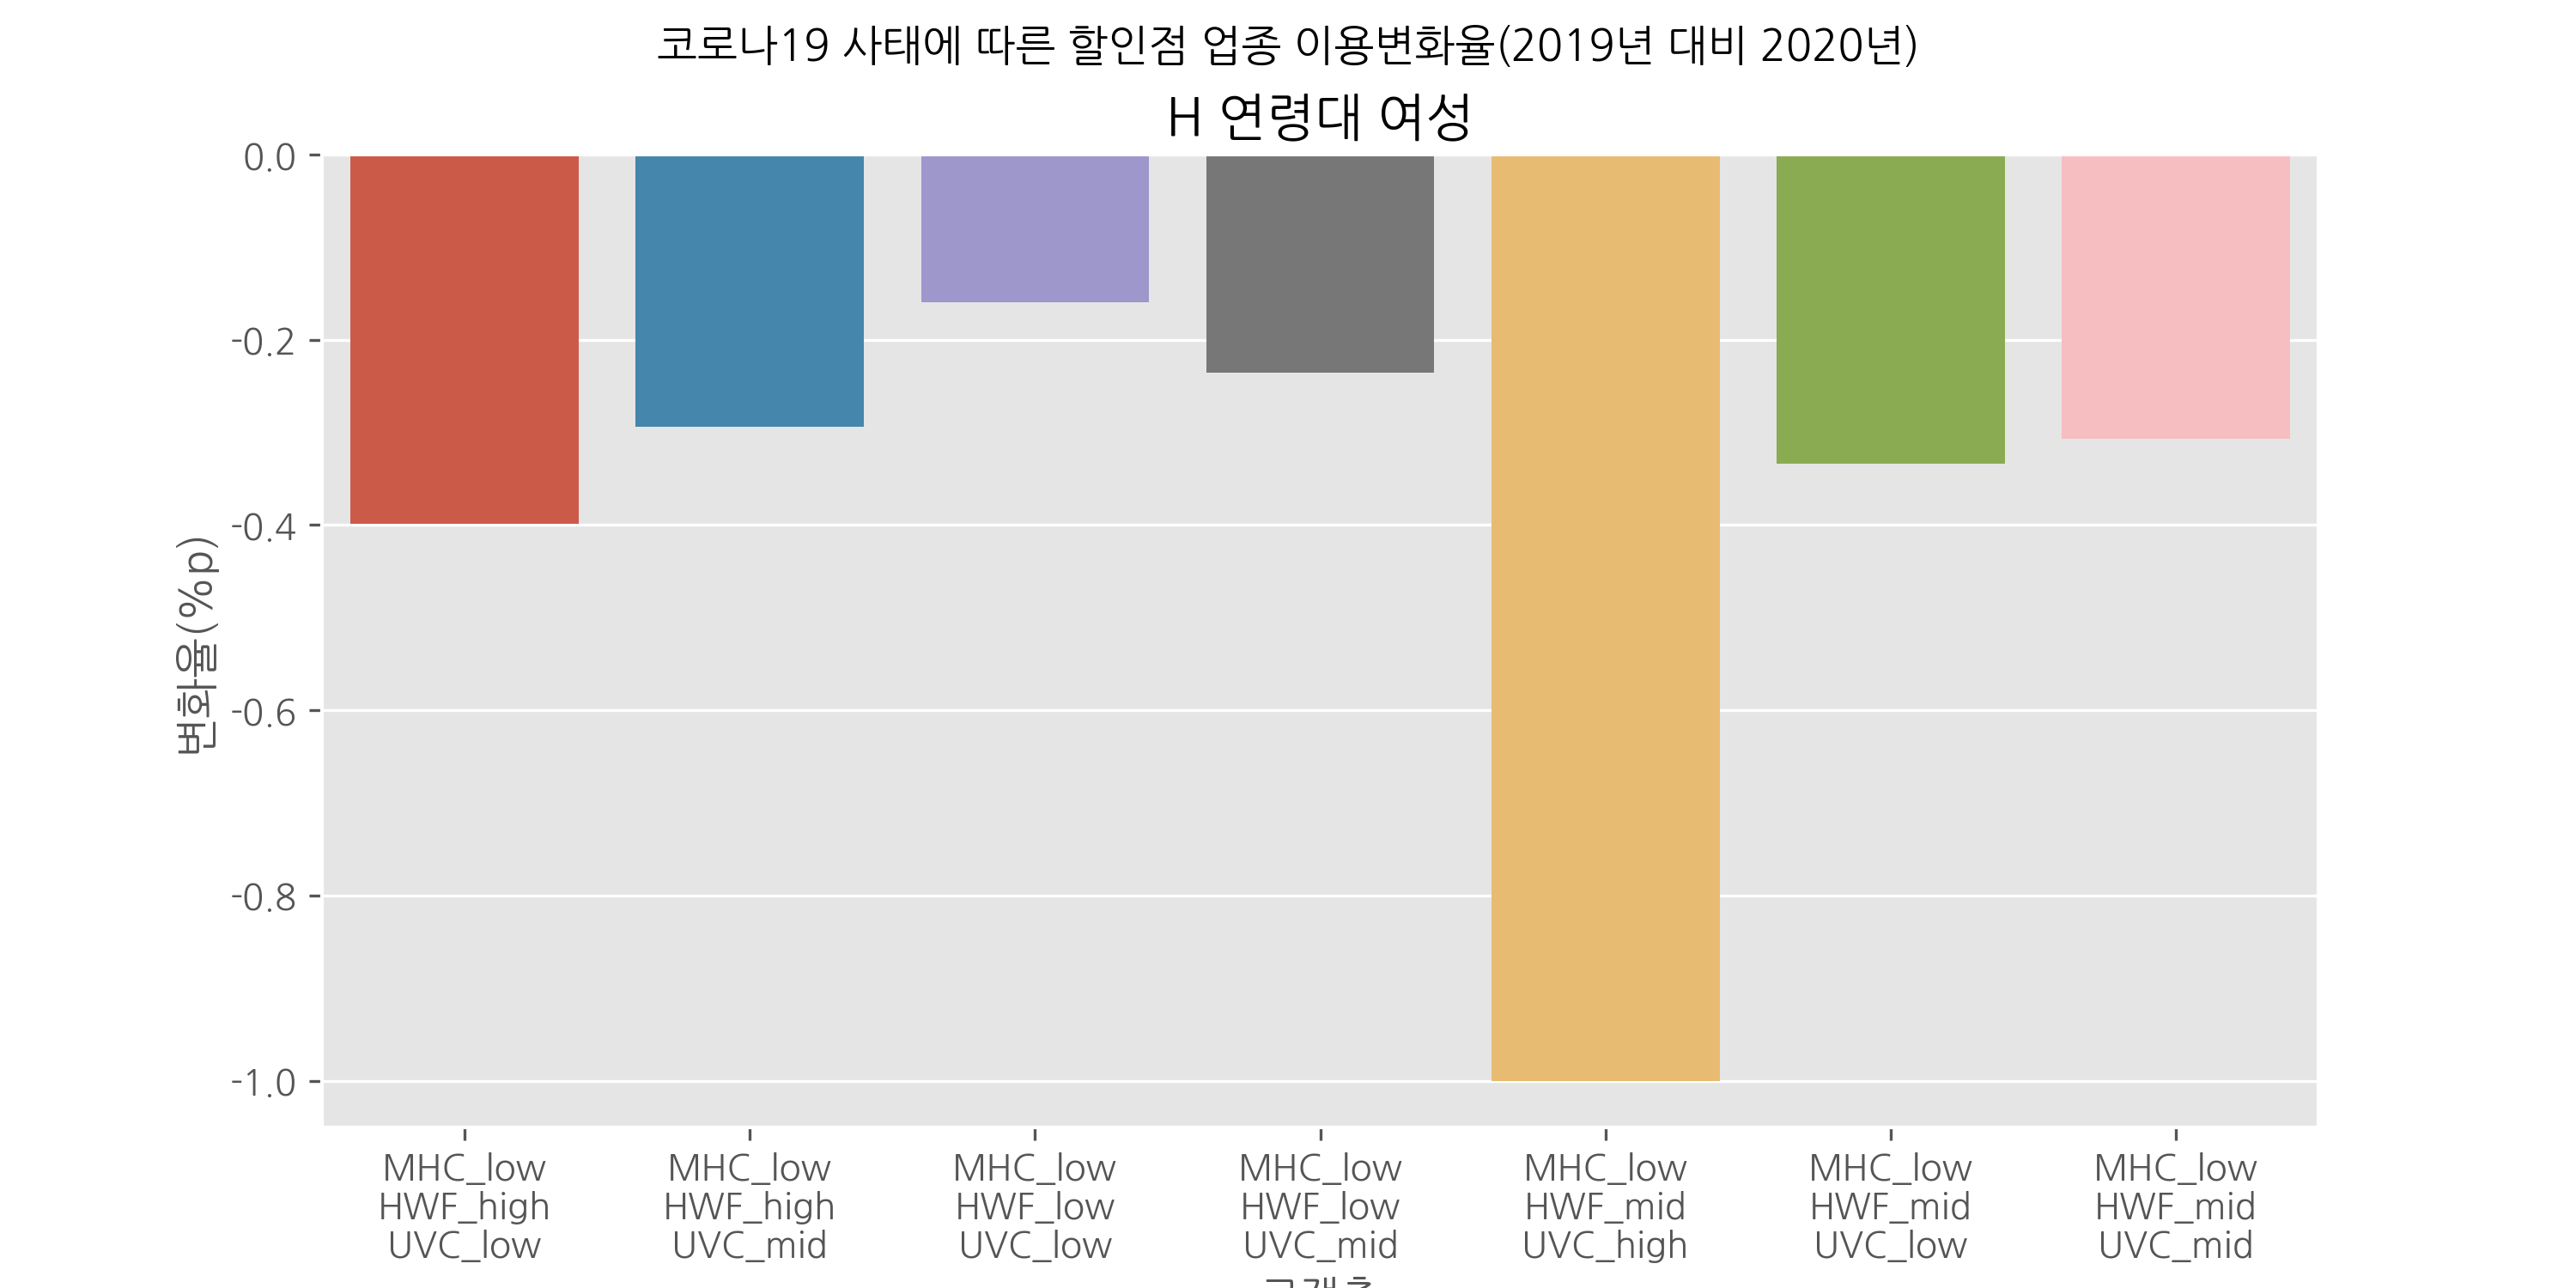 코로나19 사태에 따른 할인점 업종 이용변화율(2019년 대비 2020년)
H 연령대 여성
변화율(%p)
0.0
-0.2
-0.4
-0.6
-0.8
-1.0
MHC_low
HWF_high
UVC_low
MHC_low
HWF_high
UVC_mid
MHC_low
HWF_low
UVC_low
MHC_low
HWF_low
UVC_mid
MHC_low
HWF_mid
UVC_high
MHC_low
HWF_mid
UVC_low
MHC_low
HWF_mid
UVC_mid